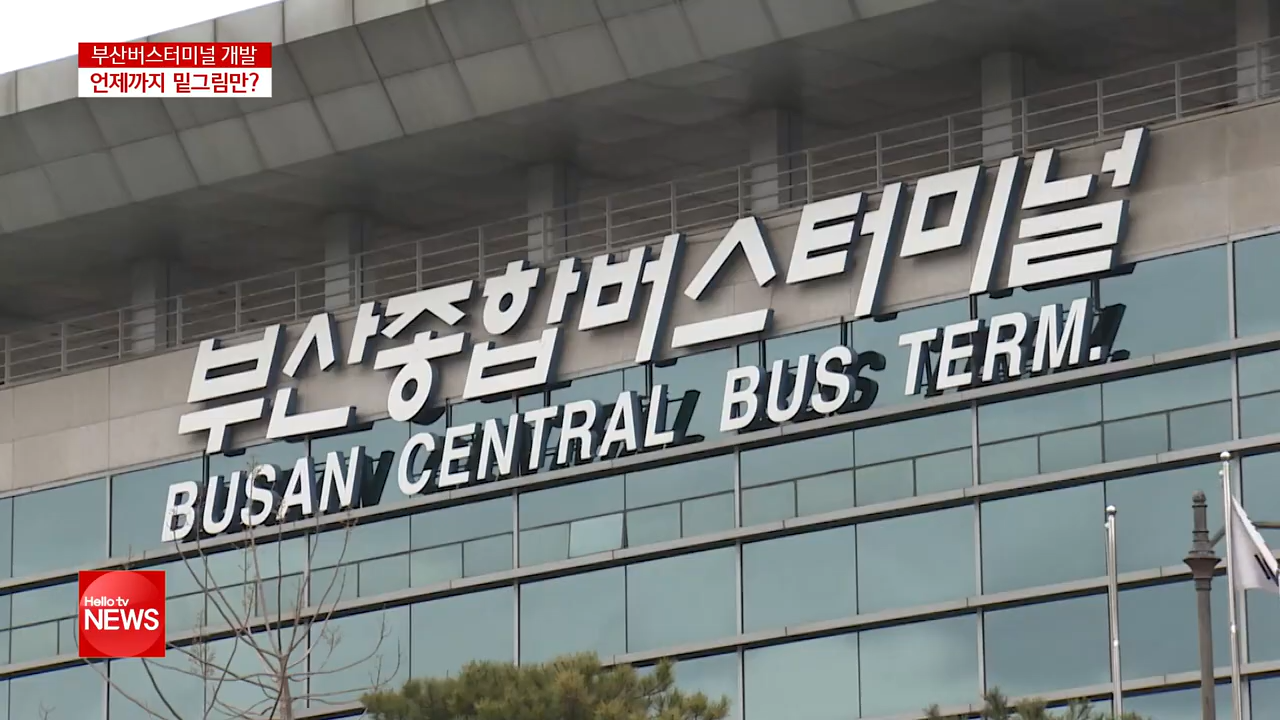 부산버스터미널 개발
언제까지 밑그림만?
부산종합버스터미널
BUSAN CENTRAL BUS TERM.
Hello tv
NEWS